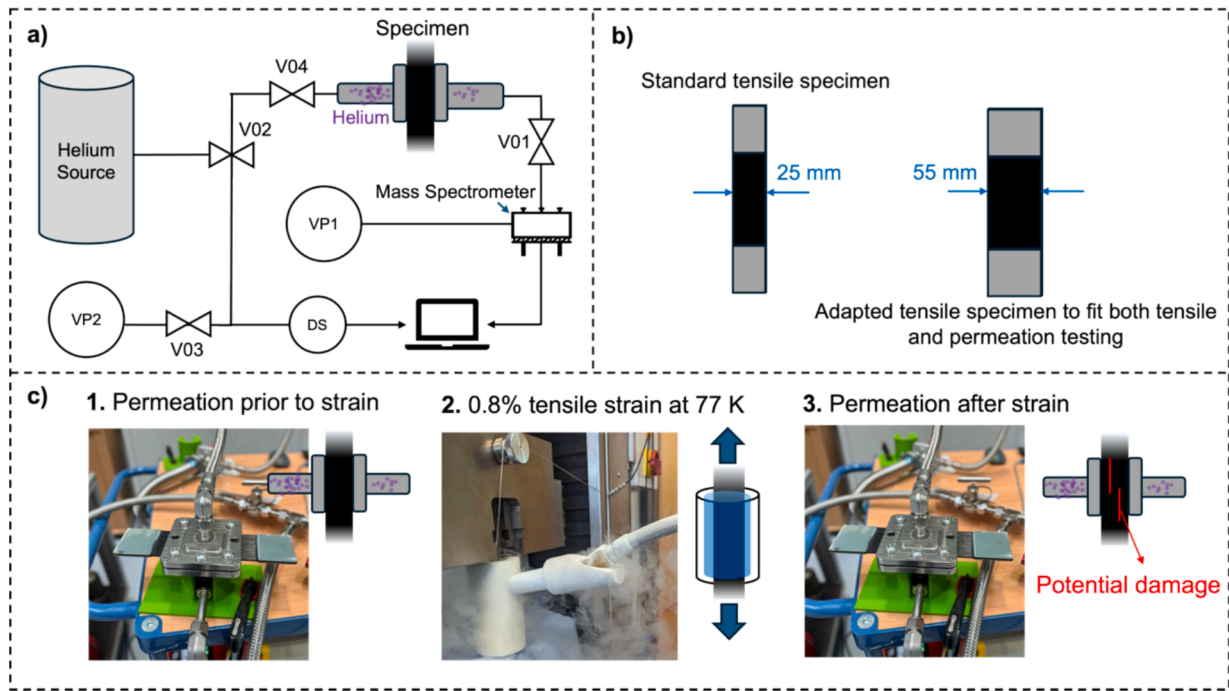 a)
Specimen
V04
Helium
V02
V01
Helium
Source
Mass Spectrometer
VP1
VP2
V03
DS
b)
Standard tensile specimen
25 mm
55 mm
Adapted tensile specimen to fit both tensile
and permeation testing
c)
1. Permeation prior to strain
2. 0.8% tensile strain at 77 K
3. Permeation after strain
Potential damage